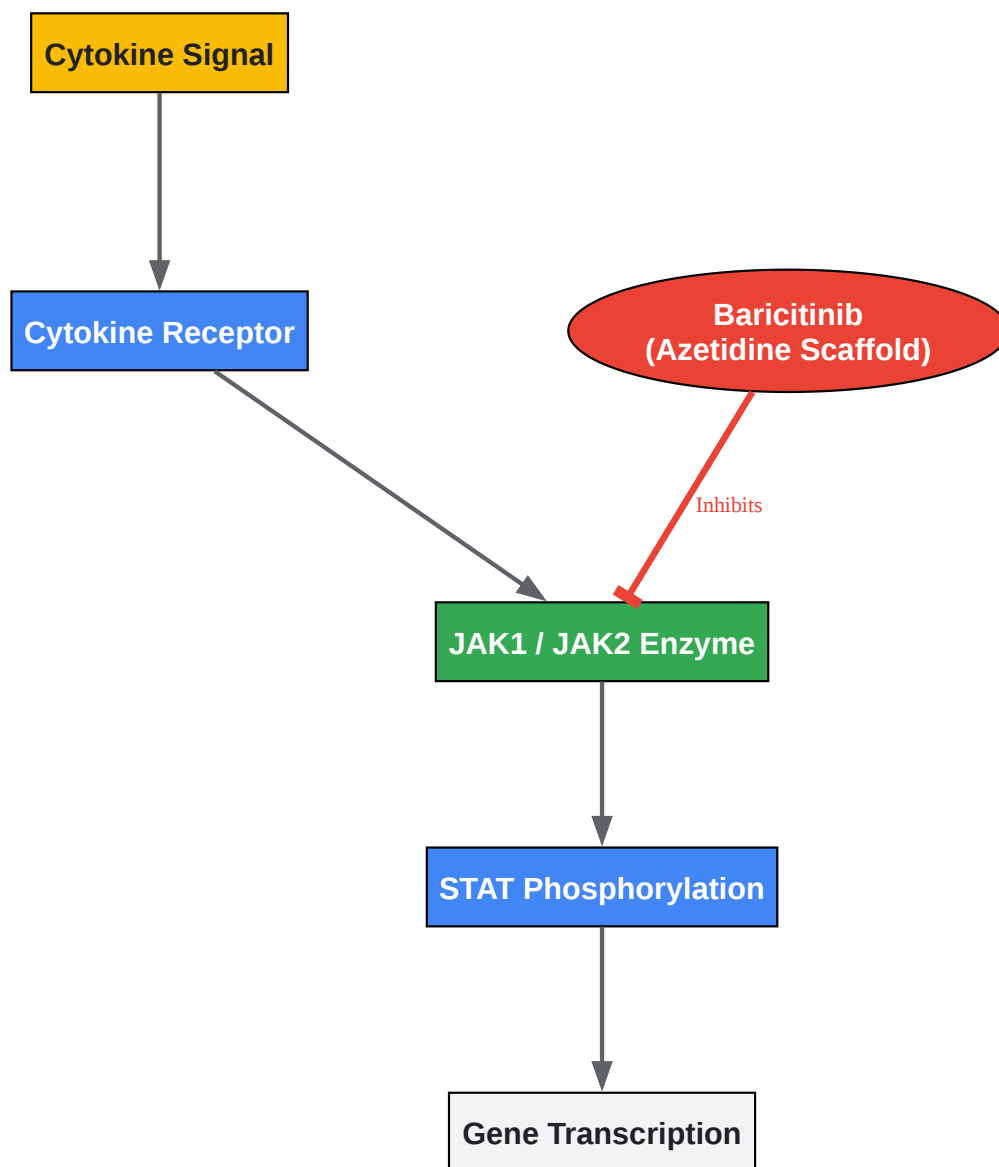 Cytokine Signal
Cytokine Receptor
Baricitinib
(Azetidine Scaffold)
Inhibits
JAK1 / JAK2 Enzyme
STAT Phosphorylation
Gene Transcription